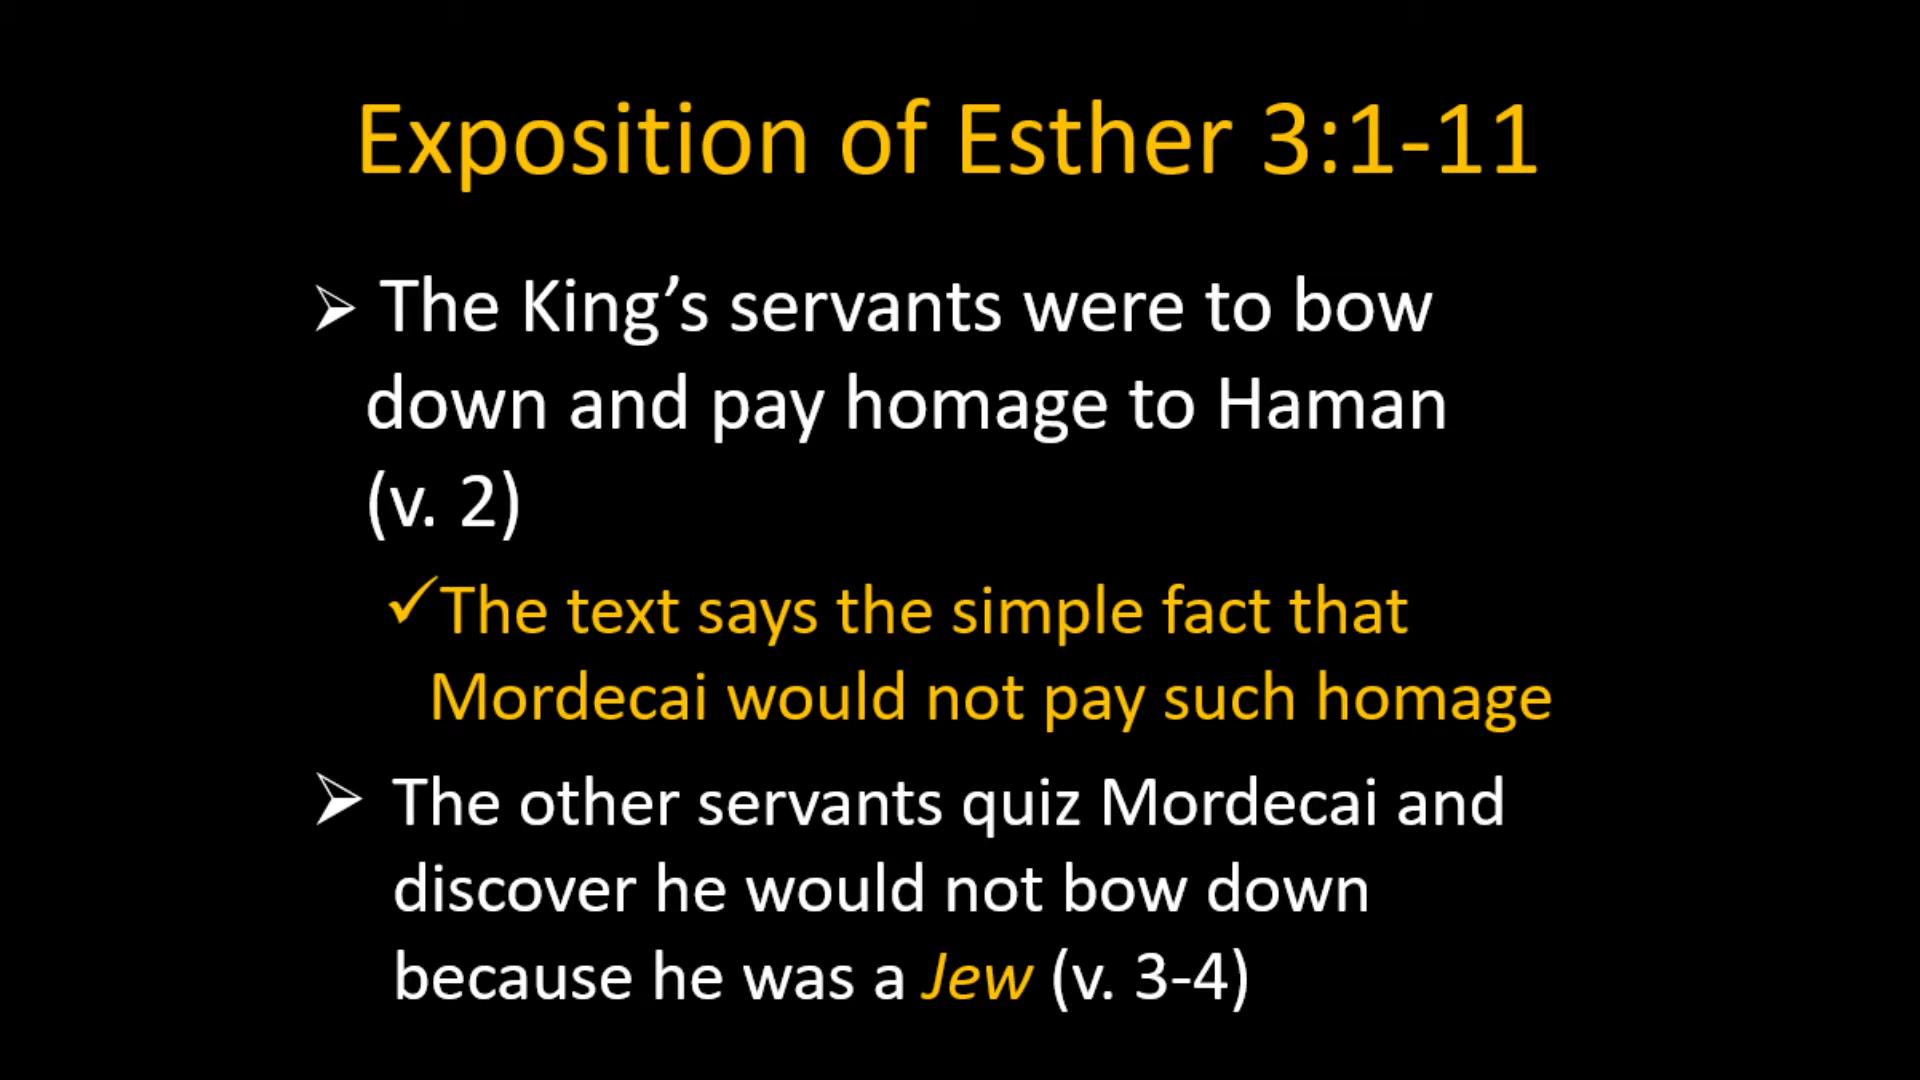 Exposition of Esther 3:1-11
➢ The King’s servants were to bow
down and pay homage to Haman
(v. 2)
✓The text says the simple fact that
Mordecai would not pay such homage
➢ The other servants quiz Mordecai and
discover he would not bow down
because he was a Jew (v. 3-4)